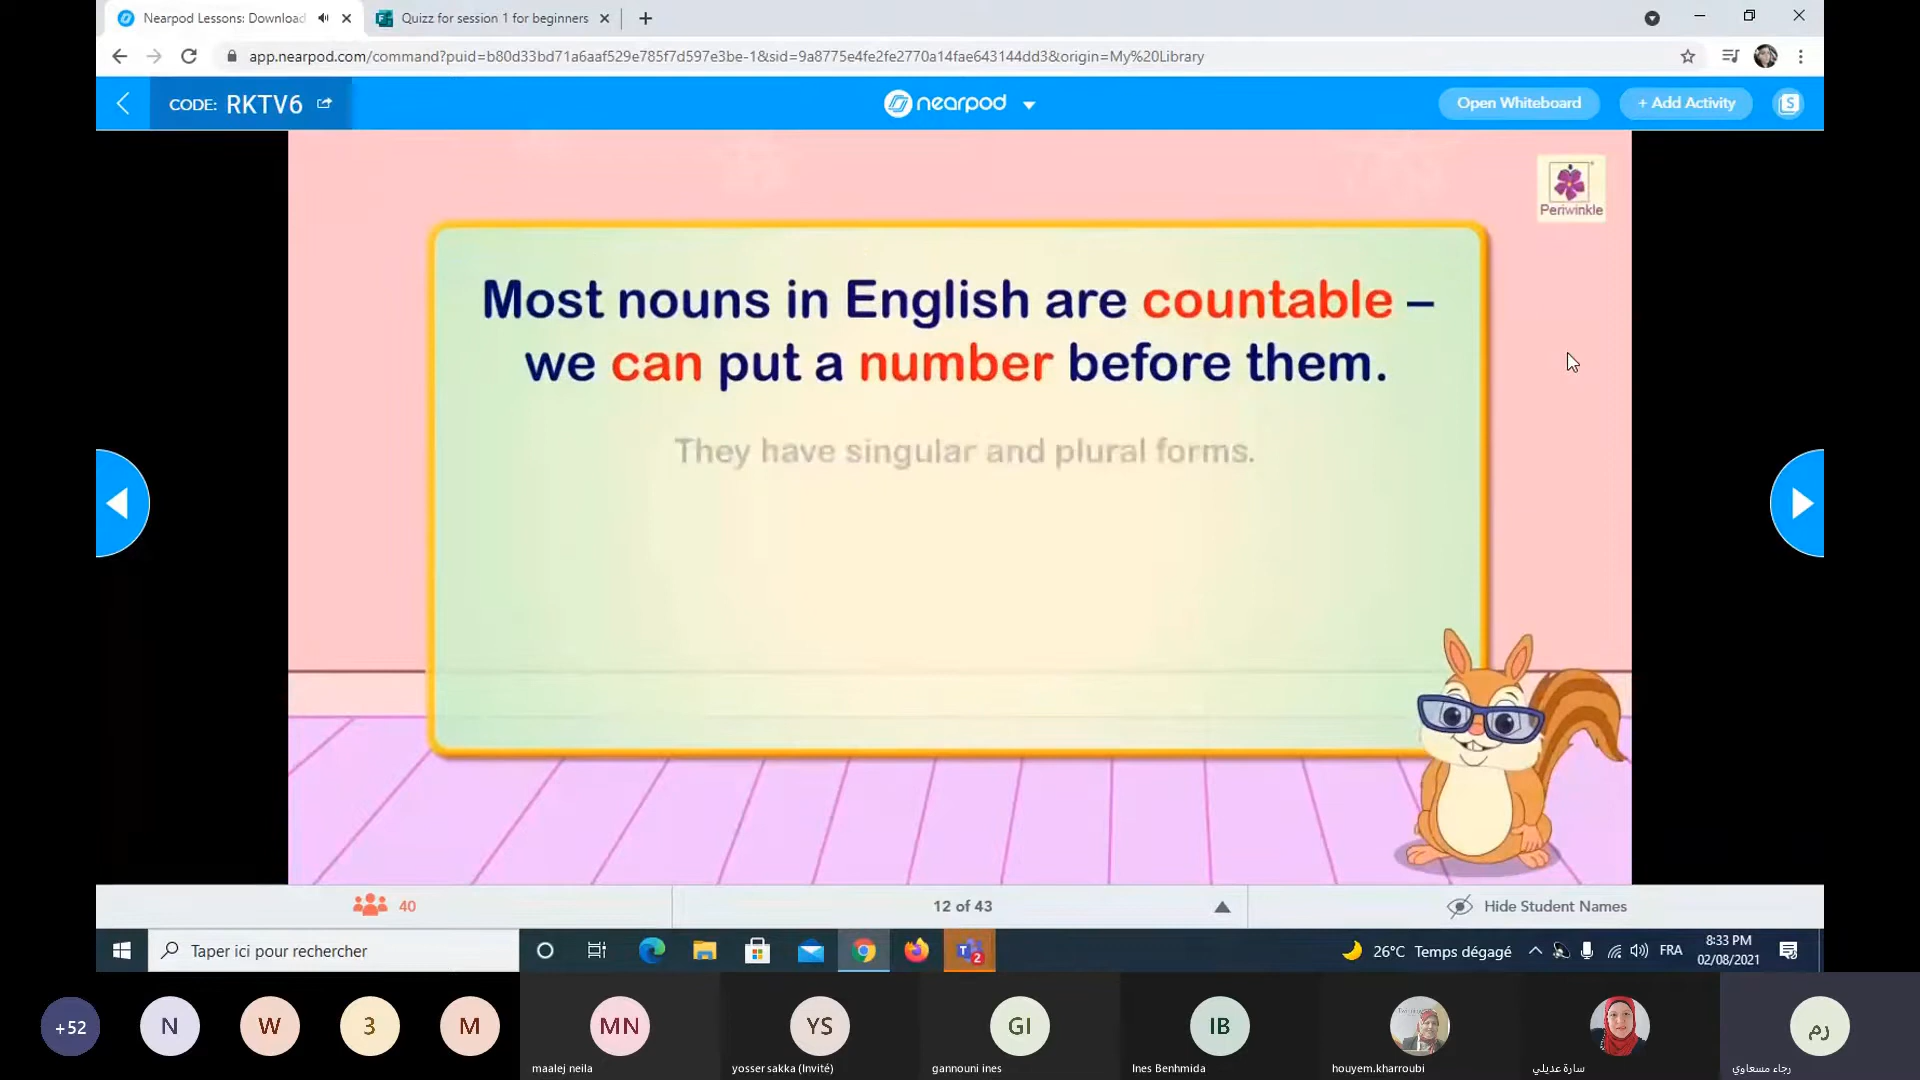 Nearpod Lessons: Download
Quizz for session 1 for beginners
app.nearpod.com/command?puid=b80d33bd71a6aaf529e785f7d597e3be-1&sid=9a8775e4fe2fe2770a14fae643144dd3&origin=My%20Library
CODE: RKTV6
nearpod
Open Whiteboard
+ Add Activity
S
Periwinkle
Most nouns in English are countable –
we can put a number before them.
They have singular and plural forms.
40
12 of 43
Hide Student Names
Taper ici pour rechercher
2
26°C Temps dégagé
FRA
8:33 PM
02/08/2021
+52
N
W
3
M
MN
YS
GI
IB
رم
maalej neila
yosser sakka (Invité)
gannouni ines
Ines Benhmida
houyem.kharroubi
سارة عديلي
رجاء مسعاوي